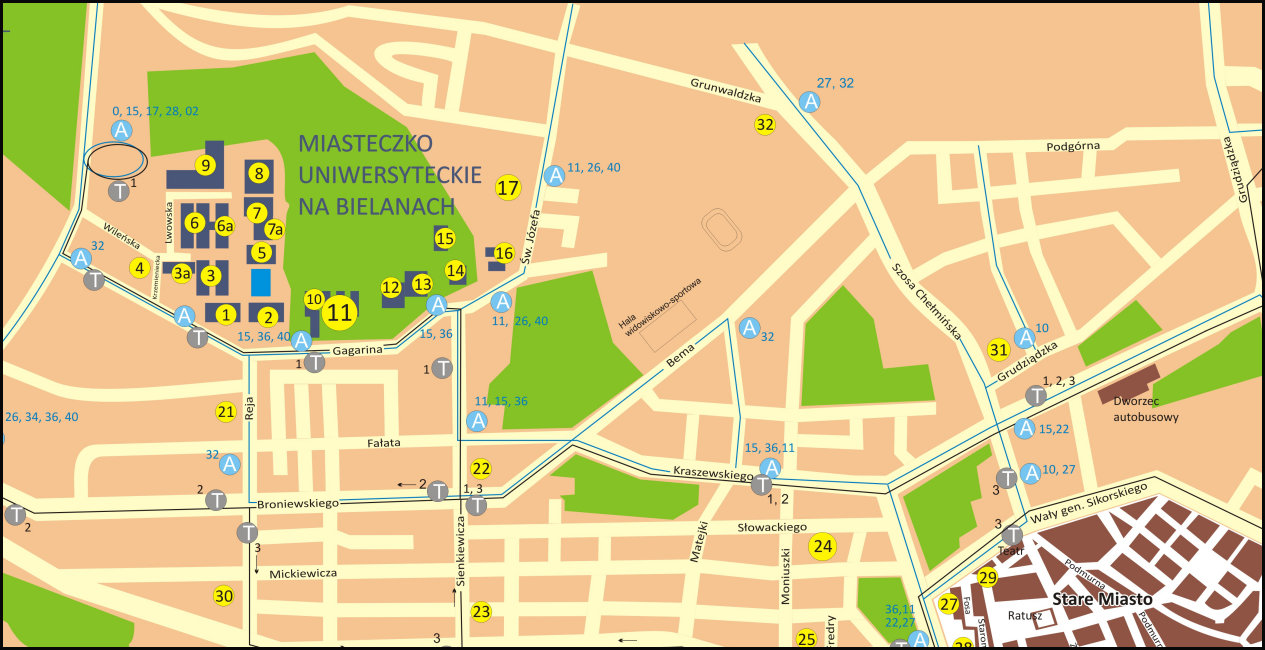 27, 32
Grunwaldzka
32
0, 15, 17, 28, 02
A
A
MIASTECZKO
UNIWERSYTECKIE
NA BIELANACH
Podgórna
Grudziądzka
9
8
A
11, 26, 40
17
T
1
Lwowska
7
6
6a
7a
Wileńska
15
Św. Józefa
32
A
5
16
4
3a
3
Krzemieniecka
T
14
13
12
Szosa Chełmińska
Hala
widowiskowo-sportowa
10
11
A
A
11, 26, 40
1
2
A
15, 36, 40
A
15, 36
A
32
10
A
T
Gagarina
Bema
31
Grudziądzka
1
T
1
T
1, 2, 3
T
Dworzec
autobusowy
21
Reja
11, 15, 36
A
26, 34, 36, 40
A
15,22
Fałata
32
A
22
15, 36, 11
A
Kraszewskiego
T
1, 2
3
T
A
10, 27
2
T
2
T
1, 3
T
Broniewskiego
T
2
Wały gen. Sikorskiego
T
3
Słowackiego
3
T
Teatr
24
Matejki
Sienkiewicza
Moniuszki
Mickiewicza
Podmurna
29
30
23
27
Fosa
Stare Miasto
36,11
22,27
Ratusz
Podmur
Starom
3
25
redry
T
A
28